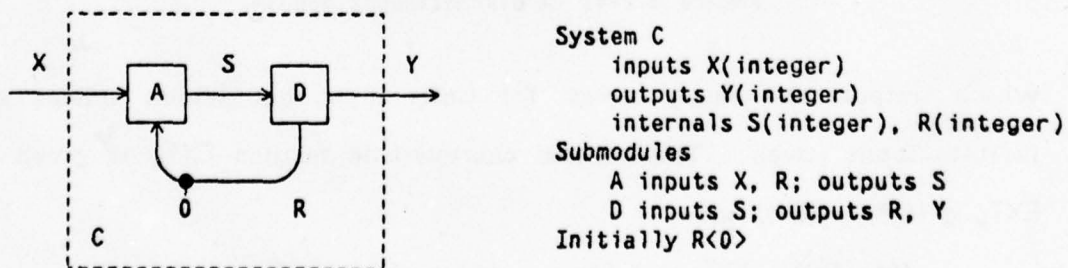 X
S
Y
A
D
0
R
C
System C
inputs X(integer)
outputs Y(integer)
internals S(integer), R(integer)
Submodules
A inputs X, R; outputs S
D inputs S; outputs R, Y
Initially R<0>